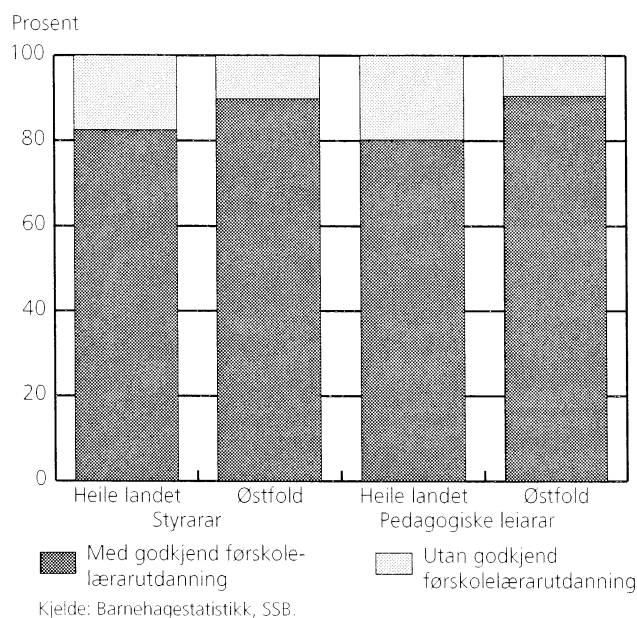 Prosent
100
80
60
40
20
0
Heile landet Østfold Heile landet Østfold
Styrarar Pedagogiske leiarar
Med godkjend førskole-
lærarutdanning
Utan godkjend
førskolelærarutdanning
Kjelde: Barnehagestatistikk, SSB.